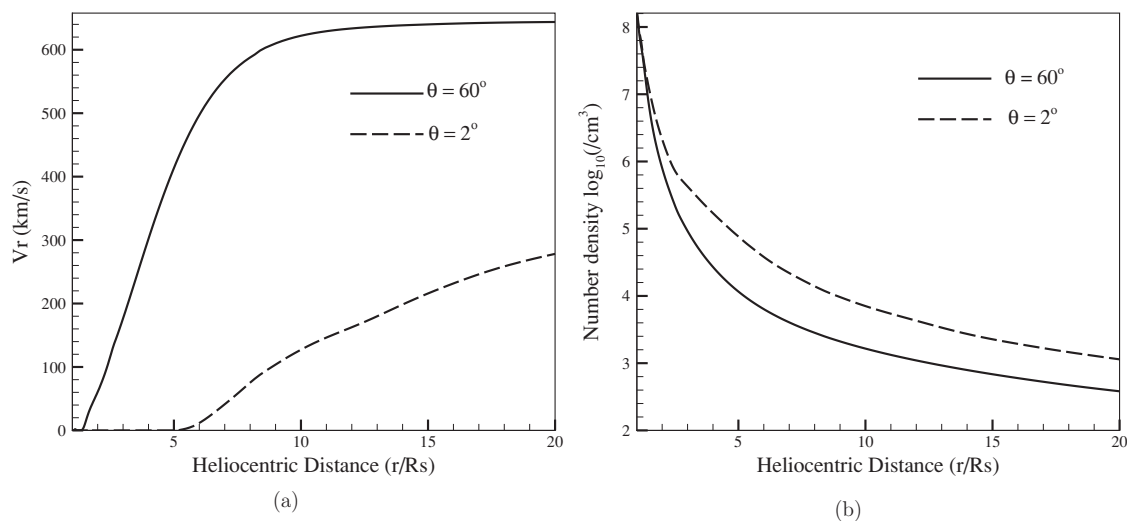 600
500
400
300
200
100
0
Vr (km/s)
θ = 60°
θ = 2°
5
10
15
20
Heliocentric Distance (r/Rs)
(a)
8
7
6
5
4
3
2
Number density log10(/cm3)
θ = 60°
θ = 2°
5
10
15
20
Heliocentric Distance (r/Rs)
(b)